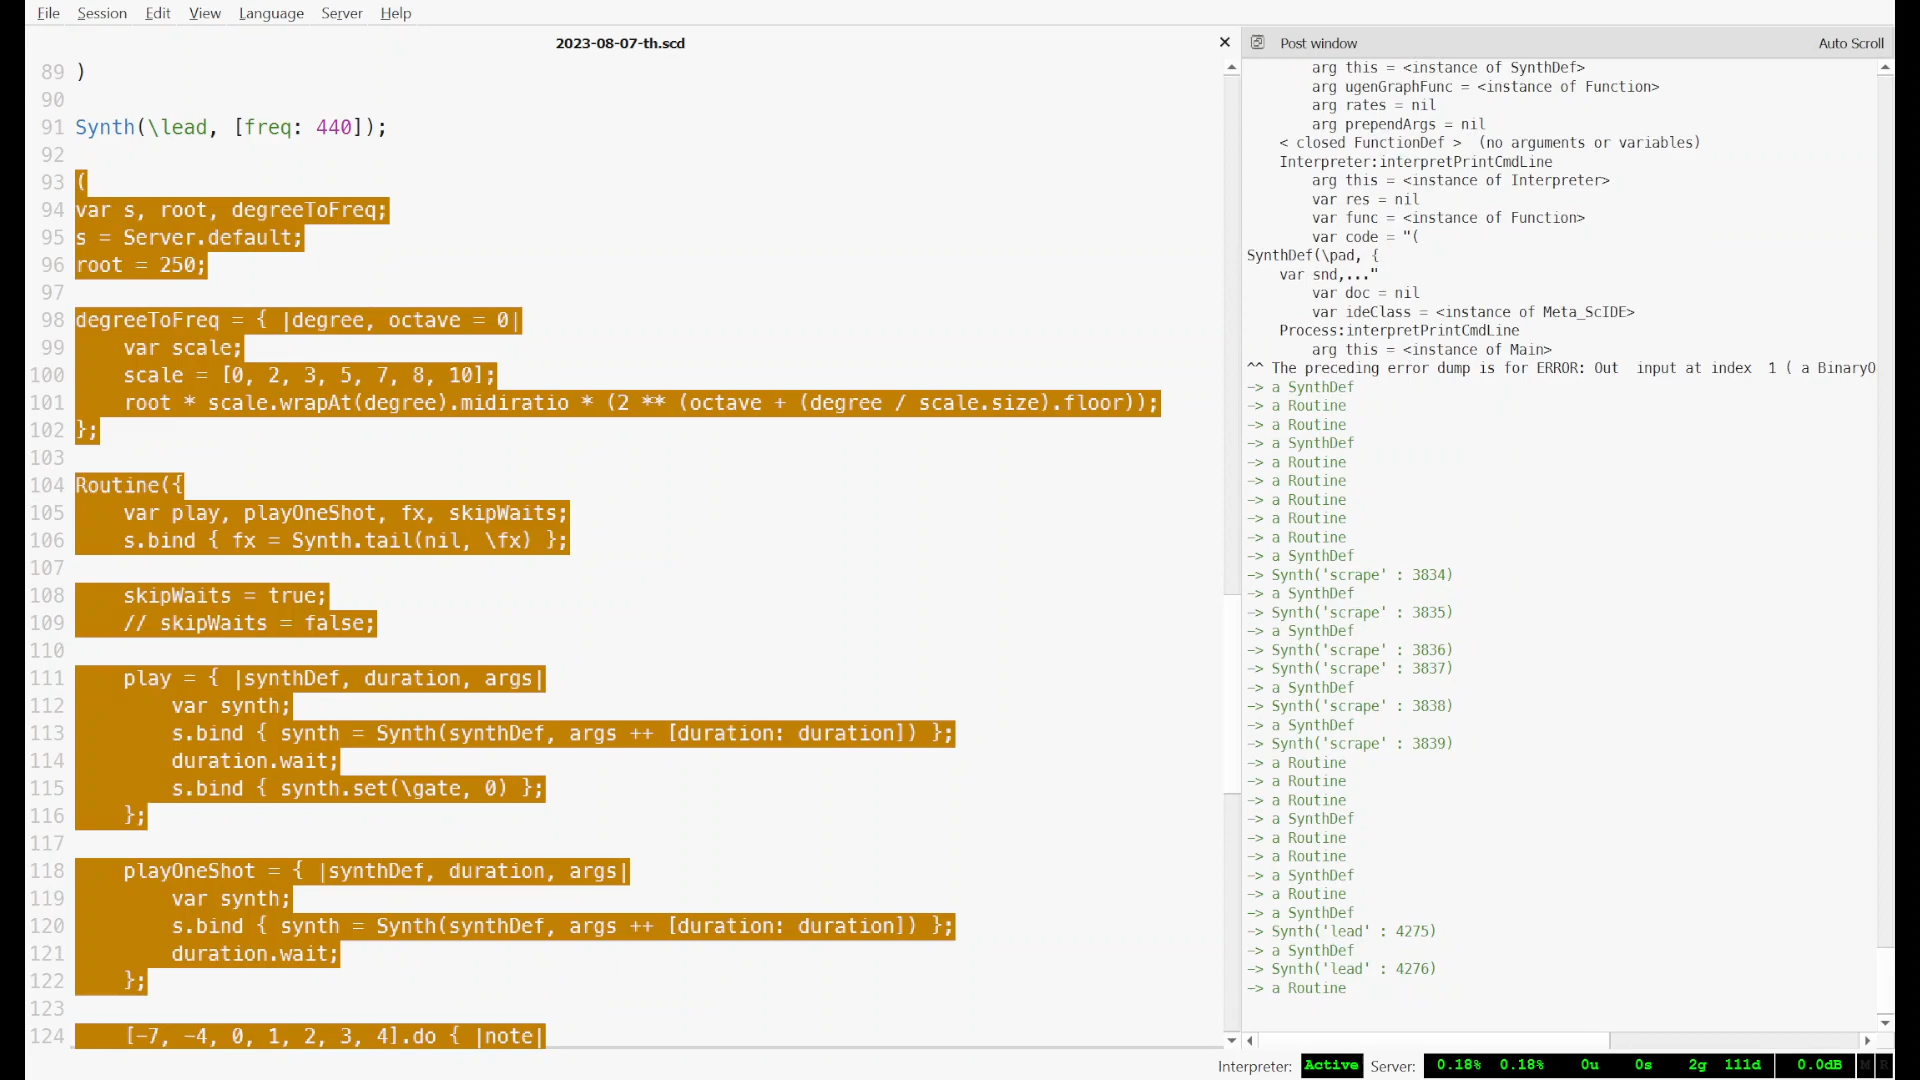 File Session Edit View Language Server Help
2023-08-07-th.scd
Post window
Auto Scroll
89 )
90
91 Synth(\lead, [freq: 440]);
92
93 (
94 var s, root, degreeToFreq;
95 s = Server.default;
96 root = 250;
97
98 degreeToFreq = { |degree, octave = 0|
99 var scale;
100 scale = [0, 2, 3, 5, 7, 8, 10];
101 root * scale.wrapAt(degree).midiratio * (2 ** (octave + (degree / scale.size).floor));
102 };
103
104 Routine({
105 var play, playOneShot, fx, skipWaits;
106 s.bind { fx = Synth.tail(nil, \fx) };
107
108 skipWaits = true;
109 // skipWaits = false;
110
111 play = { |synthDef, duration, args|
112 var synth;
113 s.bind { synth = Synth(synthDef, args ++ [duration: duration]) };
114 duration.wait;
115 s.bind { synth.set(\gate, 0) };
116 };
117
118 playOneShot = { |synthDef, duration, args|
119 var synth;
120 s.bind { synth = Synth(synthDef, args ++ [duration: duration]) };
121 duration.wait;
122 };
123
124 [-7, -4, 0, 1, 2, 3, 4].do { |note|
arg this = <instance of SynthDef>
arg ugenGraphFunc = <instance of Function>
arg rates = nil
arg prependArgs = nil
< closed FunctionDef > (no arguments or variables)
Interpreter:interpretPrintCmdLine
arg this = <instance of Interpreter>
var res = nil
var func = <instance of Function>
var code = "(
SynthDef(\pad, {
var snd,..."
var doc = nil
var ideClass = <instance of Meta_ScIDE>
Process:interpretPrintCmdLine
arg this = <instance of Main>
^^ The preceding error dump is for ERROR: Out input at index 1 ( a BinaryO
-> a SynthDef
-> a Routine
-> a Routine
-> a SynthDef
-> a Routine
-> a Routine
-> a Routine
-> a Routine
-> a Routine
-> a SynthDef
-> Synth('scrape' : 3834)
-> a SynthDef
-> Synth('scrape' : 3835)
-> a SynthDef
-> Synth('scrape' : 3836)
-> Synth('scrape' : 3837)
-> a SynthDef
-> Synth('scrape' : 3838)
-> a SynthDef
-> Synth('scrape' : 3839)
-> a Routine
-> a Routine
-> a Routine
-> a SynthDef
-> a Routine
-> a Routine
-> a SynthDef
-> a Routine
-> a SynthDef
-> Synth('lead' : 4275)
-> a SynthDef
-> Synth('lead' : 4276)
-> a Routine
Interpreter: Active Server: 0.18% 0.18% 0u 0s 2g 111d 0.0dB M R